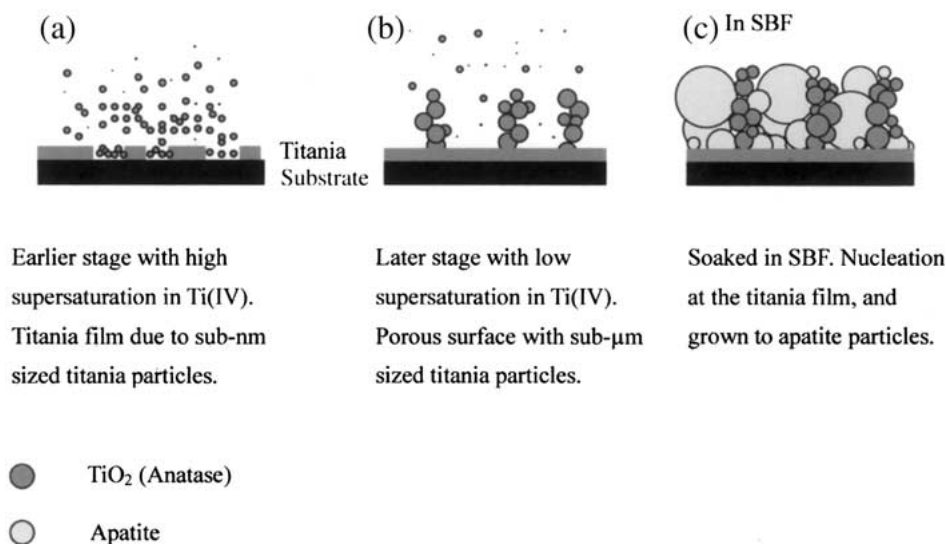 (a)
(b)
(c) In SBF
Titania
Substrate
Earlier stage with high
supersaturation in Ti(IV).
Titania film due to sub-nm
sized titania particles.
Later stage with low
supersaturation in Ti(IV).
Porous surface with sub-μm
sized titania particles.
Soaked in SBF. Nucleation
at the titania film, and
grown to apatite particles.
TiO₂ (Anatase)
Apatite